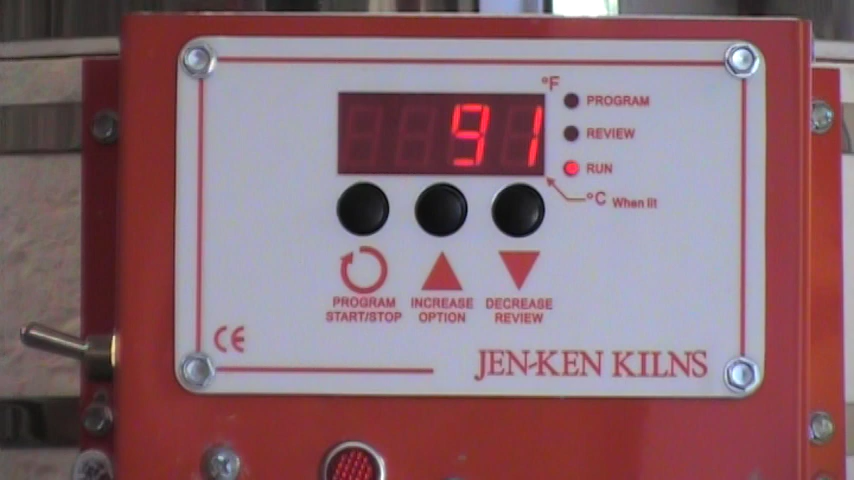 °F
91
PROGRAM
REVIEW
RUN
°C When lit
PROGRAM
START/STOP
INCREASE
OPTION
DECREASE
REVIEW
CE
JEN-KEN KILNS